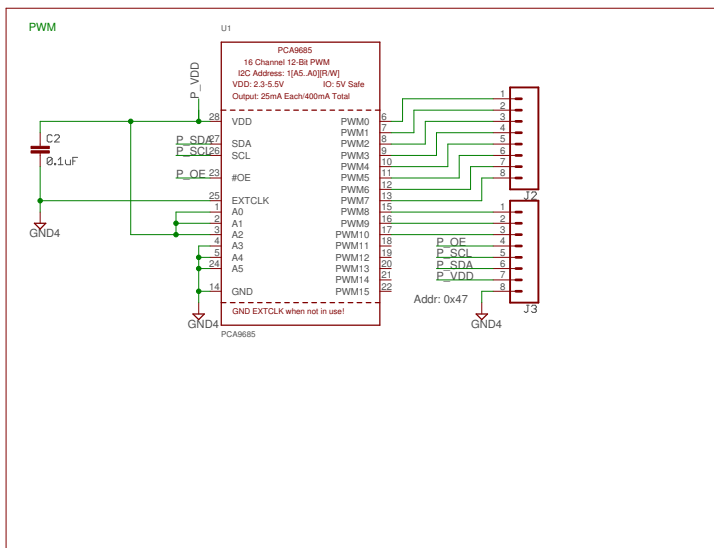 PWM
U1
PCA9685
16 Channel 12-Bit PWM
I2C Address: 1[A5..A0][R/W]
VDD: 2.3-5.5V IO: 5V Safe
Output: 25mA Each/400mA Total
P_VDD
28 VDD
P_SDA 27 SDA
P_SCL 26 SCL
P_OE 23 #OE
25 EXTCLK
1 A0
2 A1
3 A2
4 A3
5 A4
24 A5
14 GND
PWM0 6
PWM1 7
PWM2 8
PWM3 9
PWM4 10
PWM5 11
PWM6 12
PWM7 13
PWM8 15
PWM9 16
PWM10 17
PWM11 18
PWM12 19
PWM13 20
PWM14 21
PWM15 22
GND EXTCLK when not in use!
PCA9685
C2
0.1uF
GND4
GND4
1
2
3
4
5
6
7
8
J2
1
2
3
P_OE 4
P_SCL 5
P_SDA 6
P_VDD 7
8
J3
Addr: 0x47
GND4